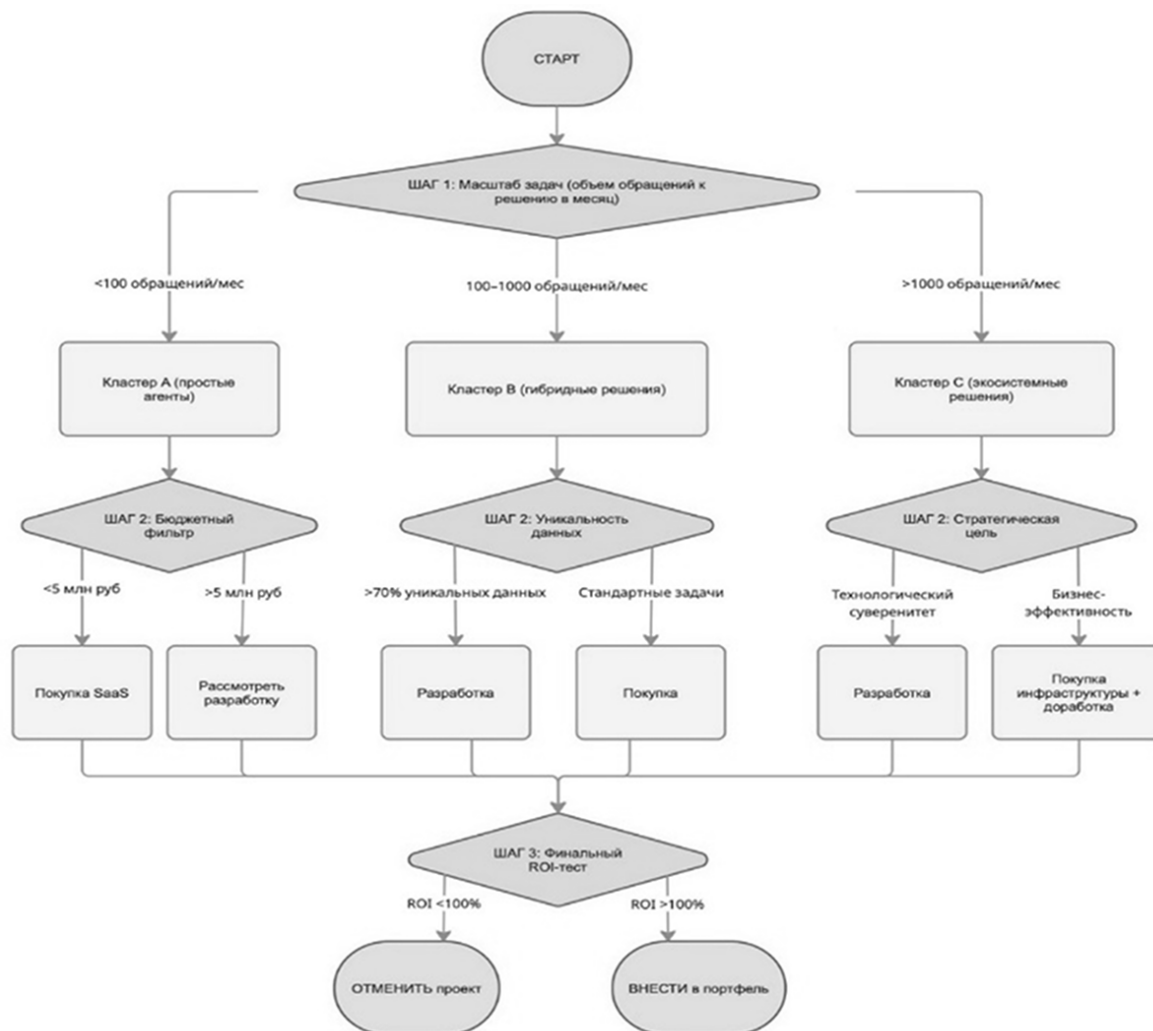 СТАРТ
ШАГ 1: Масштаб задач (объем обращений к
решению в месяц)
<100 обращений/мес
100–1000 обращений/мес
>1000 обращений/мес
Кластер A (простые
агенты)
Кластер B (гибридные решения)
Кластер C (экосистемные
решения)
ШАГ 2: Бюджетный
фильтр
ШАГ 2: Уникальность
данных
ШАГ 2: Стратегическая
цель
<5 млн руб
>5 млн руб
>70% уникальных данных
Стандартные задачи
Технологический
суверенитет
Бизнес-
эффективность
Покупка SaaS
Рассмотреть
разработку
Разработка
Покупка
Разработка
Покупка
инфраструктуры +
доработка
ШАГ 3: Финальный
ROI-тест
ROI <100%
ROI >100%
ОТМЕНИТЬ проект
ВНЕСТИ в портфель